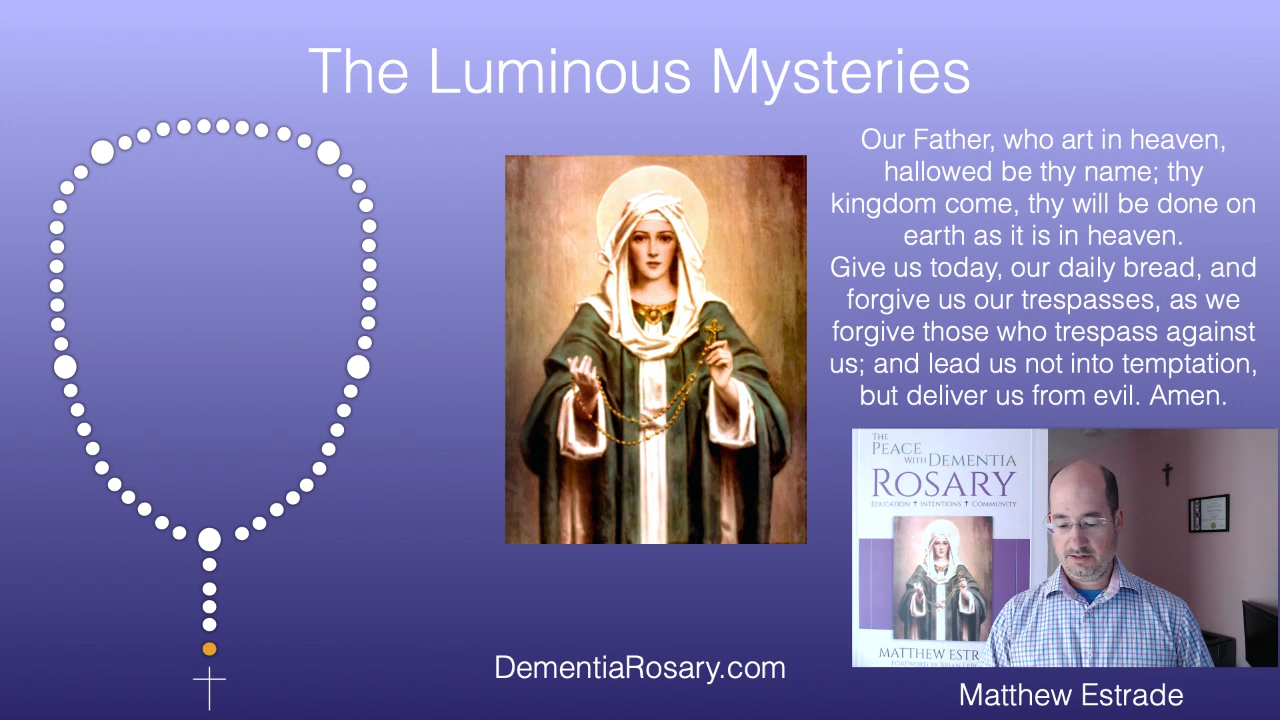 The Luminous Mysteries
Our Father, who art in heaven,
hallowed be thy name; thy
kingdom come, thy will be done on
earth as it is in heaven.
Give us today, our daily bread, and
forgive us our trespasses, as we
forgive those who trespass against
us; and lead us not into temptation,
but deliver us from evil. Amen.
THE
PEACE
WITH DEMENTIA
ROSARY
EDUCATION ✝ INTENTIONS ✝ COMMUNITY
MATTHEW ESTR
FOREWORD BY
DementiaRosary.com
Matthew Estrade